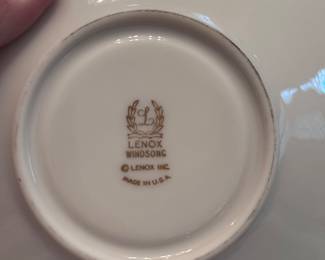 L
LENOX
WINDSONG
© LENOX INC.
MADE IN U.S.A.